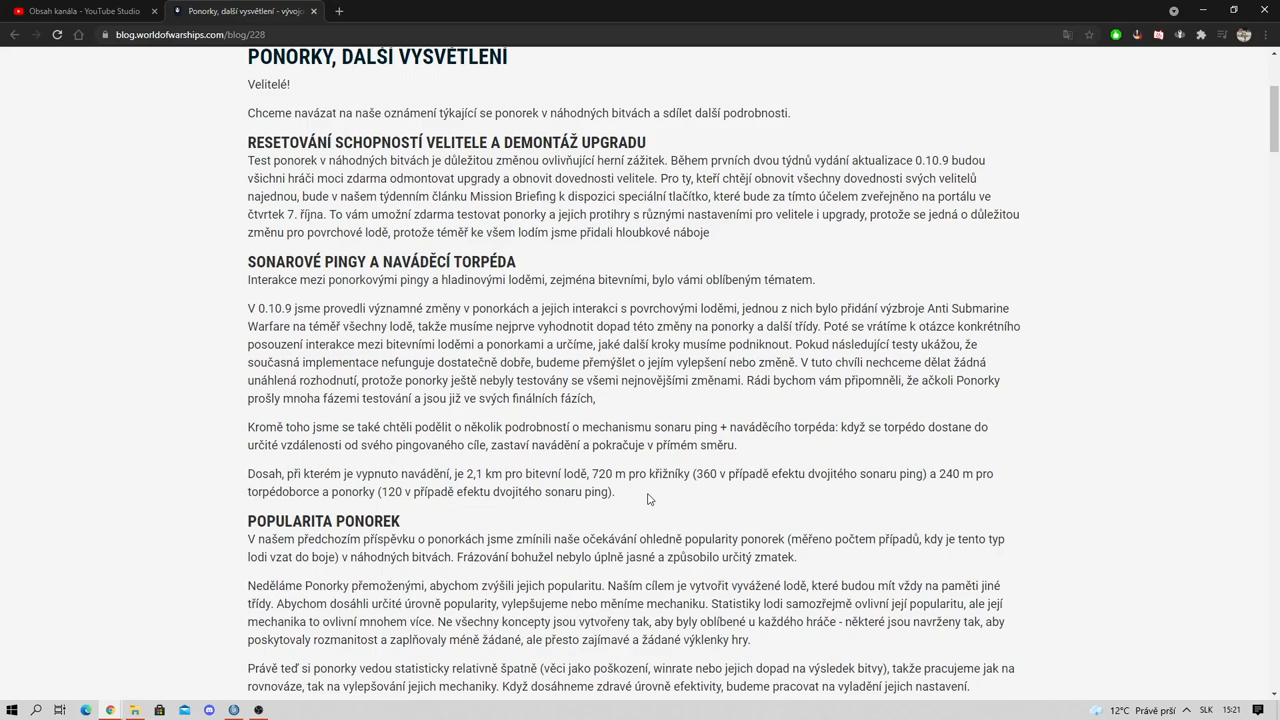 Obsah kanála - YouTube Studio
Ponorky, další vysvětlení - vývojo
blog.worldofwarships.com/blog/228
PONORKY, DALŠÍ VYSVĚTLENÍ
Velitelé!
Chceme navázat na naše oznámení týkající se ponorek v náhodných bitvách a sdílet další podrobnosti.
RESETOVÁNÍ SCHOPNOSTÍ VELITELE A DEMONTÁŽ UPGRADU
Test ponorek v náhodných bitvách je důležitou změnou ovlivňující herní zážitek. Během prvních dvou týdnů vydání aktualizace 0.10.9 budou
všichni hráči moci zdarma odmontovat upgrady a obnovit dovednosti velitele. Pro ty, kteří chtějí obnovit všechny dovednosti svých velitelů
najednou, bude v našem týdenním článku Mission Briefing k dispozici speciální tlačítko, které bude za tímto účelem zveřejněno na portálu ve
čtvrtek 7. října. To vám umožní zdarma testovat ponorky a jejich protihry s různými nastaveními pro velitele i upgrady, protože se jedná o důležitou
změnu pro povrchové lodě, protože téměř ke všem lodím jsme přidali hloubkové náboje
SONAROVÉ PINGY A NAVÁDĚCÍ TORPÉDA
Interakce mezi ponorkovými pingy a hladinovými loděmi, zejména bitevními, bylo vámi oblíbeným tématem.
V 0.10.9 jsme provedli významné změny v ponorkách a jejich interakci s povrchovými loděmi, jednou z nich bylo přidání výzbroje Anti Submarine
Warfare na téměř všechny lodě, takže musíme nejprve vyhodnotit dopad této změny na ponorky a další třídy. Poté se vrátíme k otázce konkrétního
posouzení interakce mezi bitevními loděmi a ponorkami a určíme, jaké další kroky musíme podniknout. Pokud následující testy ukážou, že
současná implementace nefunguje dostatečně dobře, budeme přemýšlet o jejím vylepšení nebo změně. V tuto chvíli nechceme dělat žádná
unáhlená rozhodnutí, protože ponorky ještě nebyly testovány se všemi nejnovějšími změnami. Rádi bychom vám připomněli, že ačkoli Ponorky
prošly mnoha fázemi testování a jsou již ve svých finálních fázích,
Kromě toho jsme se také chtěli podělit o několik podrobností o mechanismu sonaru ping + naváděcího torpéda: když se torpédo dostane do
určité vzdálenosti od svého pingovaného cíle, zastaví navádění a pokračuje v přímém směru.
Dosah, při kterém je vypnuto navádění, je 2,1 km pro bitevní lodě, 720 m pro křižníky (360 v případě efektu dvojitého sonaru ping) a 240 m pro
torpédoborce a ponorky (120 v případě efektu dvojitého sonaru ping).
POPULARITA PONOREK
V našem předchozím příspěvku o ponorkách jsme zmínili naše očekávání ohledně popularity ponorek (měřeno počtem případů, kdy je tento typ
lodi vzat do boje) v náhodných bitvách. Frázování bohužel nebylo úplně jasné a způsobilo určitý zmatek.
Neděláme Ponorky přemoženými, abychom zvýšili jejich popularitu. Naším cílem je vytvořit vyvážené lodě, které budou mít vždy na paměti jiné
třídy. Abychom dosáhli určité úrovně popularity, vylepšujeme nebo měníme mechaniku. Statistiky lodi samozřejmě ovlivní její popularitu, ale její
mechanika to ovlivní mnohem více. Ne všechny koncepty jsou vytvořeny tak, aby byly oblíbené u každého hráče - některé jsou navrženy tak, aby
poskytovaly rozmanitost a zaplňovaly méně žádané, ale přesto zajímavé a žádané výklenky hry.
Právě teď si ponorky vedou statisticky relativně špatně (věci jako poškození, winrate nebo jejich dopad na výsledek bitvy), takže pracujeme jak na
rovnováze, tak na vylepšování jejich mechaniky. Když dosáhneme zdravé úrovně efektivity, budeme pracovat na vyladění jejich nastavení.
12°C Právě prší SLK 15:21